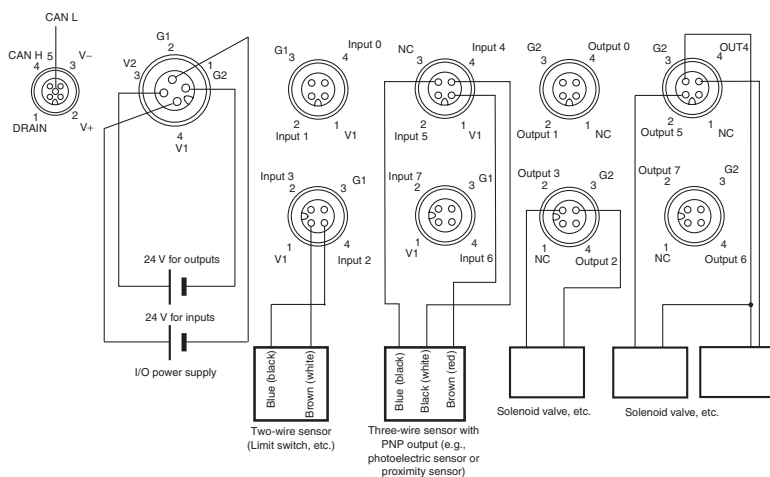 CAN L
CAN H
4
5
3
V−
DRAIN
1
2
V+
G1
2
V2
3
1
G2
4
V1
G1
3
Input 0
4
2
Input 1
1
V1
NC
3
Input 4
4
2
Input 5
1
V1
G2
3
Output 0
4
2
Output 1
1
NC
G2
3
OUT4
4
2
Output 5
1
NC
Input 3
2
G1
3
1
V1
4
Input 2
Input 7
2
G1
3
1
V1
4
Input 6
Output 3
2
G2
3
1
NC
4
Output 2
Output 7
2
G2
3
1
NC
4
Output 6
24 V for outputs
24 V for inputs
I/O power supply
Blue (black)
Brown (white)
Two-wire sensor
(Limit switch, etc.)
Blue (black)
Black (white)
Brown (red)
Three-wire sensor with
PNP output (e.g.,
photoelectric sensor or
proximity sensor)
Solenoid valve, etc.
Solenoid valve, etc.